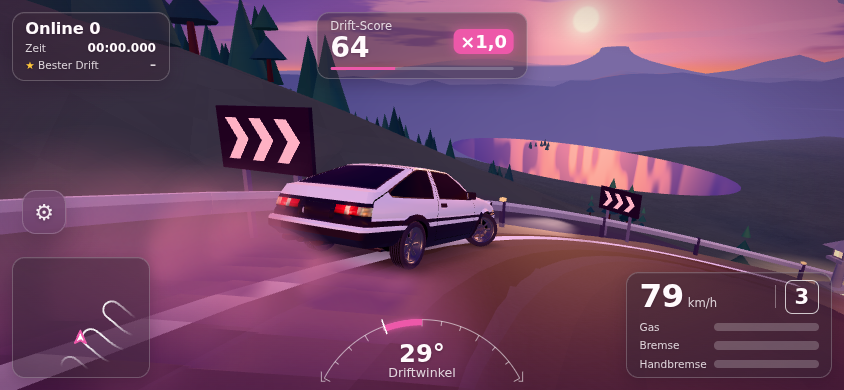 Online 0
Zeit 00:00.000
★ Bester Drift –
Drift-Score
64
×1,0
29°
Driftwinkel
79 km/h 3
Gas
Bremse
Handbremse